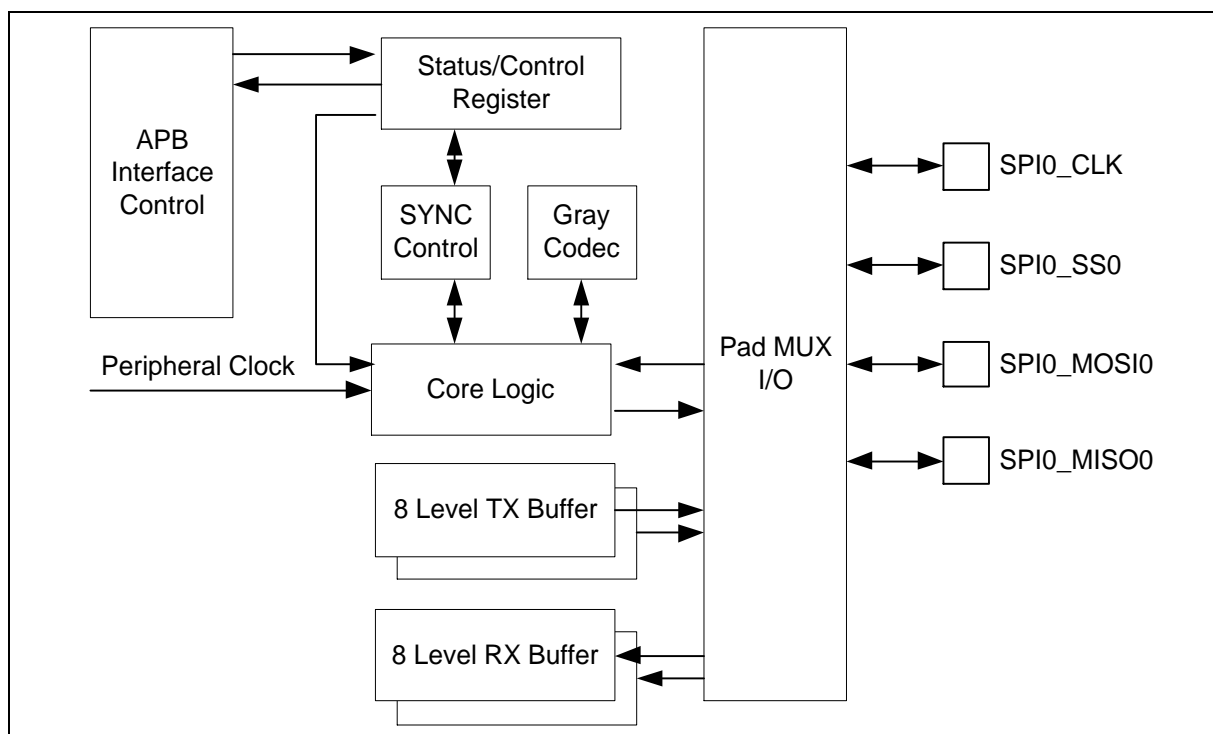 APB
Interface
Control
Status/Control
Register
SYNC
Control
Gray
Codec
Peripheral Clock
Core Logic
8 Level TX Buffer
8 Level RX Buffer
Pad MUX
I/O
SPI0_CLK
SPI0_SS0
SPI0_MOSI0
SPI0_MISO0